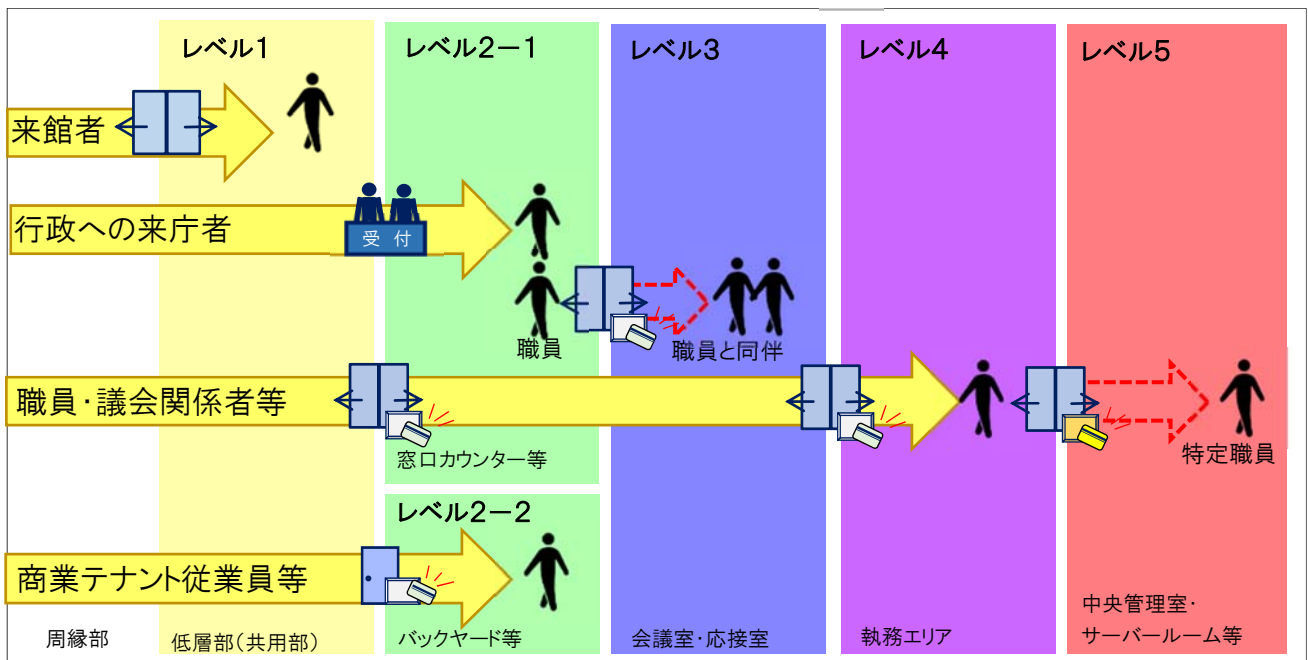 レベル1
レベル2－1
レベル3
レベル4
レベル5
来館者
行政への来庁者
受 付
職員
職員と同伴
職員・議会関係者等
窓口カウンター等
特定職員
レベル2－2
商業テナント従業員等
周縁部
低層部(共用部)
バックヤード等
会議室・応接室
執務エリア
中央管理室・
サーバールーム等